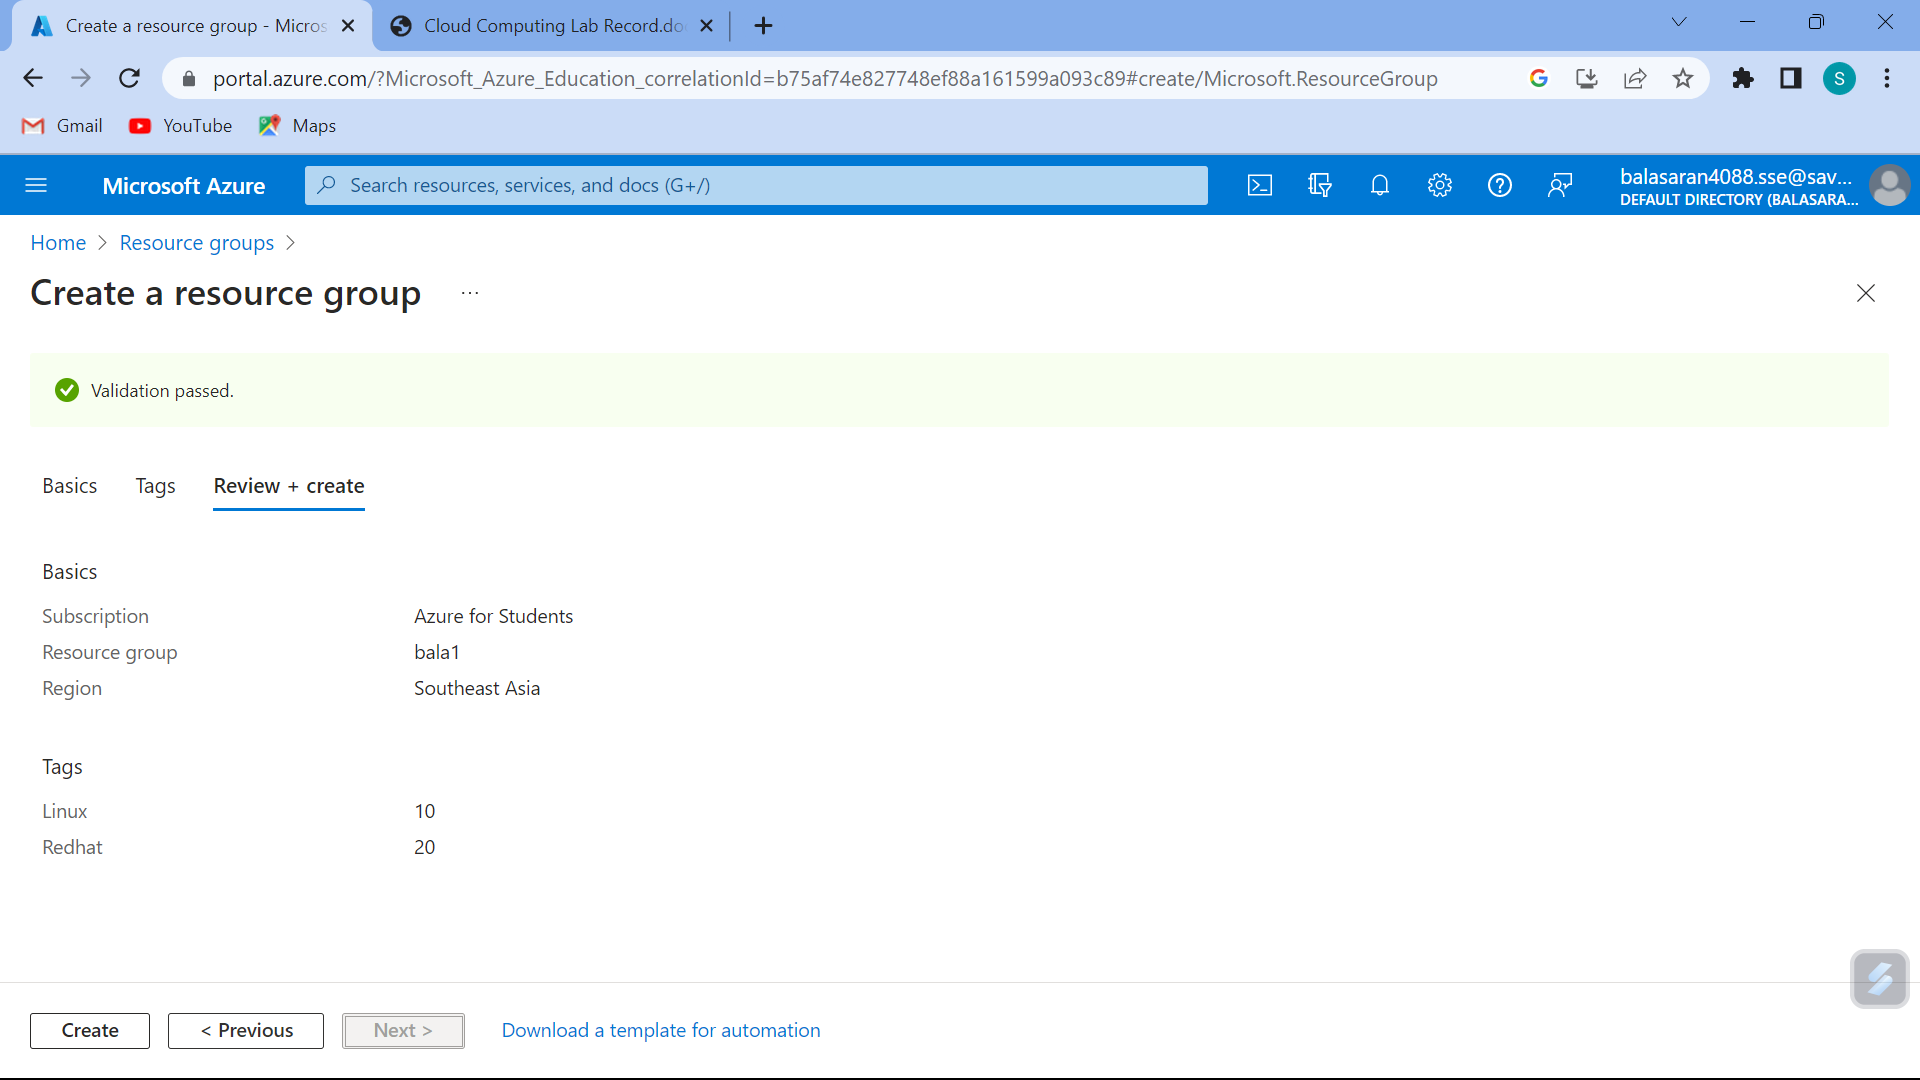 Create a resource group - Micros
Cloud Computing Lab Record.do
portal.azure.com/?Microsoft_Azure_Education_correlationId=b75af74e827748ef88a161599a093c89#create/Microsoft.ResourceGroup
S
Gmail
YouTube
Maps
Microsoft Azure
Search resources, services, and docs (G+/)
balasaran4088.sse@sav...
DEFAULT DIRECTORY (BALASARA...
Home > Resource groups >
Create a resource group ...
Validation passed.
Basics
Tags
Review + create
Basics
Subscription Azure for Students
Resource group bala1
Region Southeast Asia
Tags
Linux 10
Redhat 20
Create
< Previous
Next >
Download a template for automation